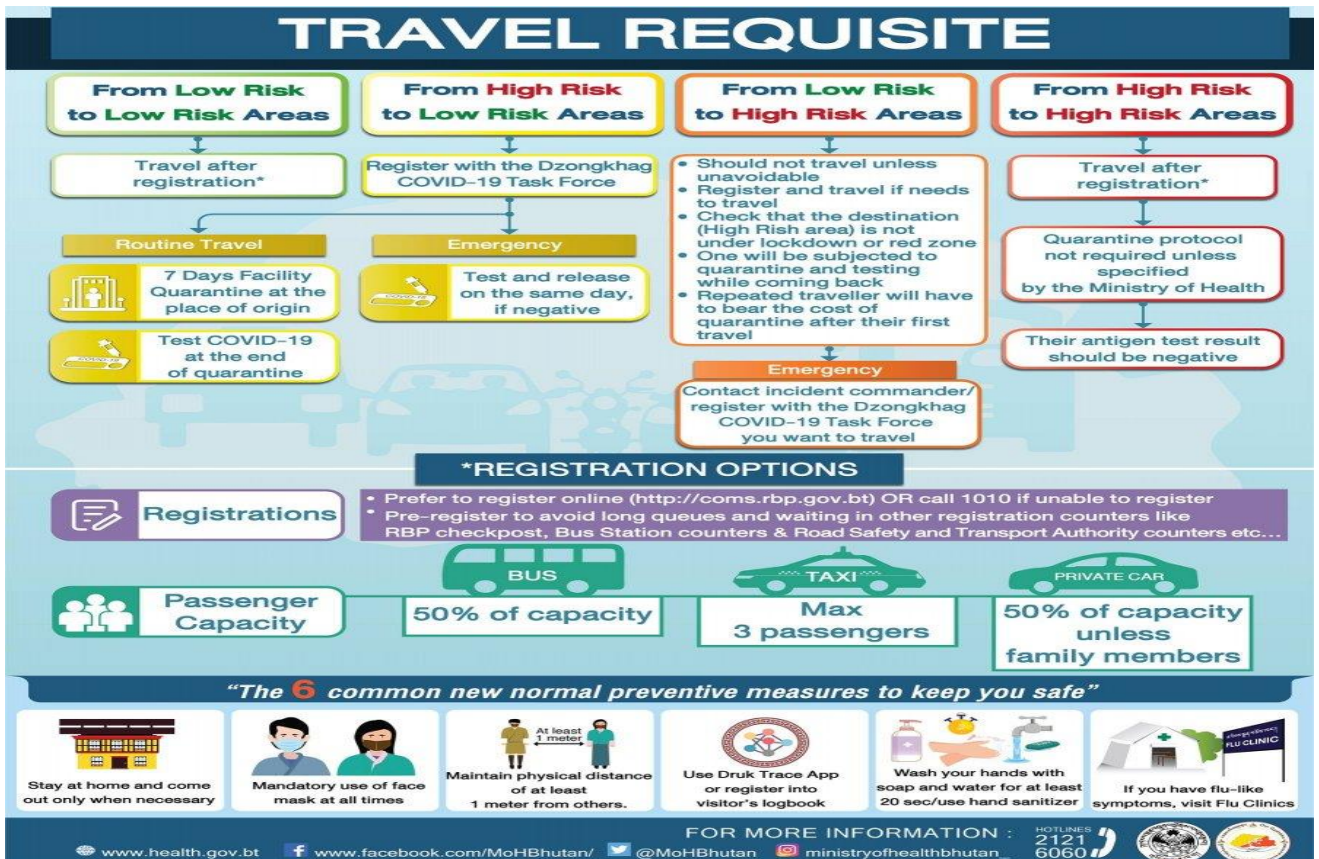 TRAVEL REQUISITE
From Low Risk
to Low Risk Areas
Travel after
registration*
From High Risk
to Low Risk Areas
Register with the Dzongkhag
COVID-19 Task Force
Routine Travel
7 Days Facility
Quarantine at the
place of origin
Test COVID-19
at the end
of quarantine
Emergency
Test and release
on the same day,
if negative
From Low Risk
to High Risk Areas
• Should not travel unless
unavoidable
• Register and travel if needs
to travel
• Check that the destination
(High Rish area) is not
under lockdown or red zone
• One will be subjected to
quarantine and testing
while coming back
• Repeated traveller will have
to bear the cost of
quarantine after their first
travel
Emergency
Contact incident commander/
register with the Dzongkhag
COVID-19 Task Force
you want to travel
From High Risk
to High Risk Areas
Travel after
registration*
Quarantine protocol
not required unless
specified
by the Ministry of Health
Their antigen test result
should be negative
*REGISTRATION OPTIONS
Registrations
• Prefer to register online (http://coms.rbp.gov.bt) OR call 1010 if unable to register
• Pre-register to avoid long queues and waiting in other registration counters like
RBP checkpost, Bus Station counters & Road Safety and Transport Authority counters etc...
Passenger
Capacity
BUS
50% of capacity
TAXI
Max
3 passengers
PRIVATE CAR
50% of capacity
unless
family members
"The 6 common new normal preventive measures to keep you safe"
Stay at home and come
out only when necessary
Mandatory use of face
mask at all times
At least
1 meter
Maintain physical distance
of at least
1 meter from others.
Use Druk Trace App
or register into
visitor's logbook
Wash your hands with
soap and water for at least
20 sec/use hand sanitizer
FLU CLINIC
If you have flu-like
symptoms, visit Flu Clinics
FOR MORE INFORMATION :
HOTLINES
2121
6060
www.health.gov.bt
www.facebook.com/MoHBhutan/
@MoHBhutan
ministryofhealthbhutan_